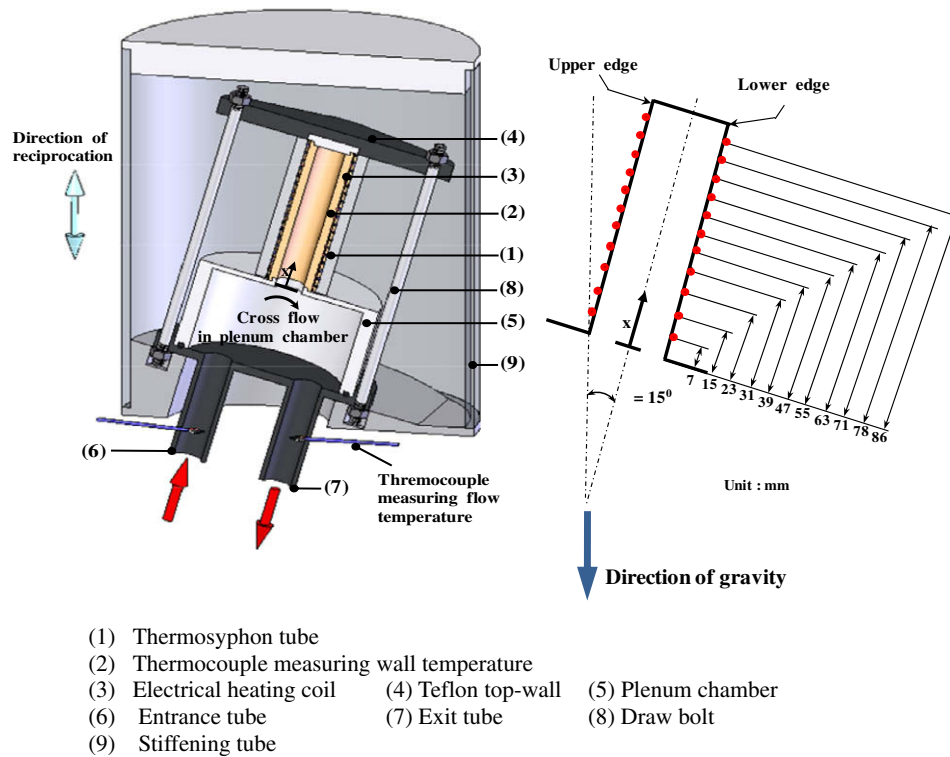 Direction of
reciprocation
(4)
(3)
(2)
(1)
(8)
(5)
(9)
x
Cross flow
in plenum chamber
(6)
(7)
Thremocouple
measuring flow
temperature
Upper edge
Lower edge
x
= 15⁰
7 15 23 31 39 47 55 63 71 78 86
Unit : mm
Direction of gravity
(1) Thermosyphon tube
(2) Thermocouple measuring wall temperature
(3) Electrical heating coil (4) Teflon top-wall (5) Plenum chamber
(6) Entrance tube (7) Exit tube (8) Draw bolt
(9) Stiffening tube